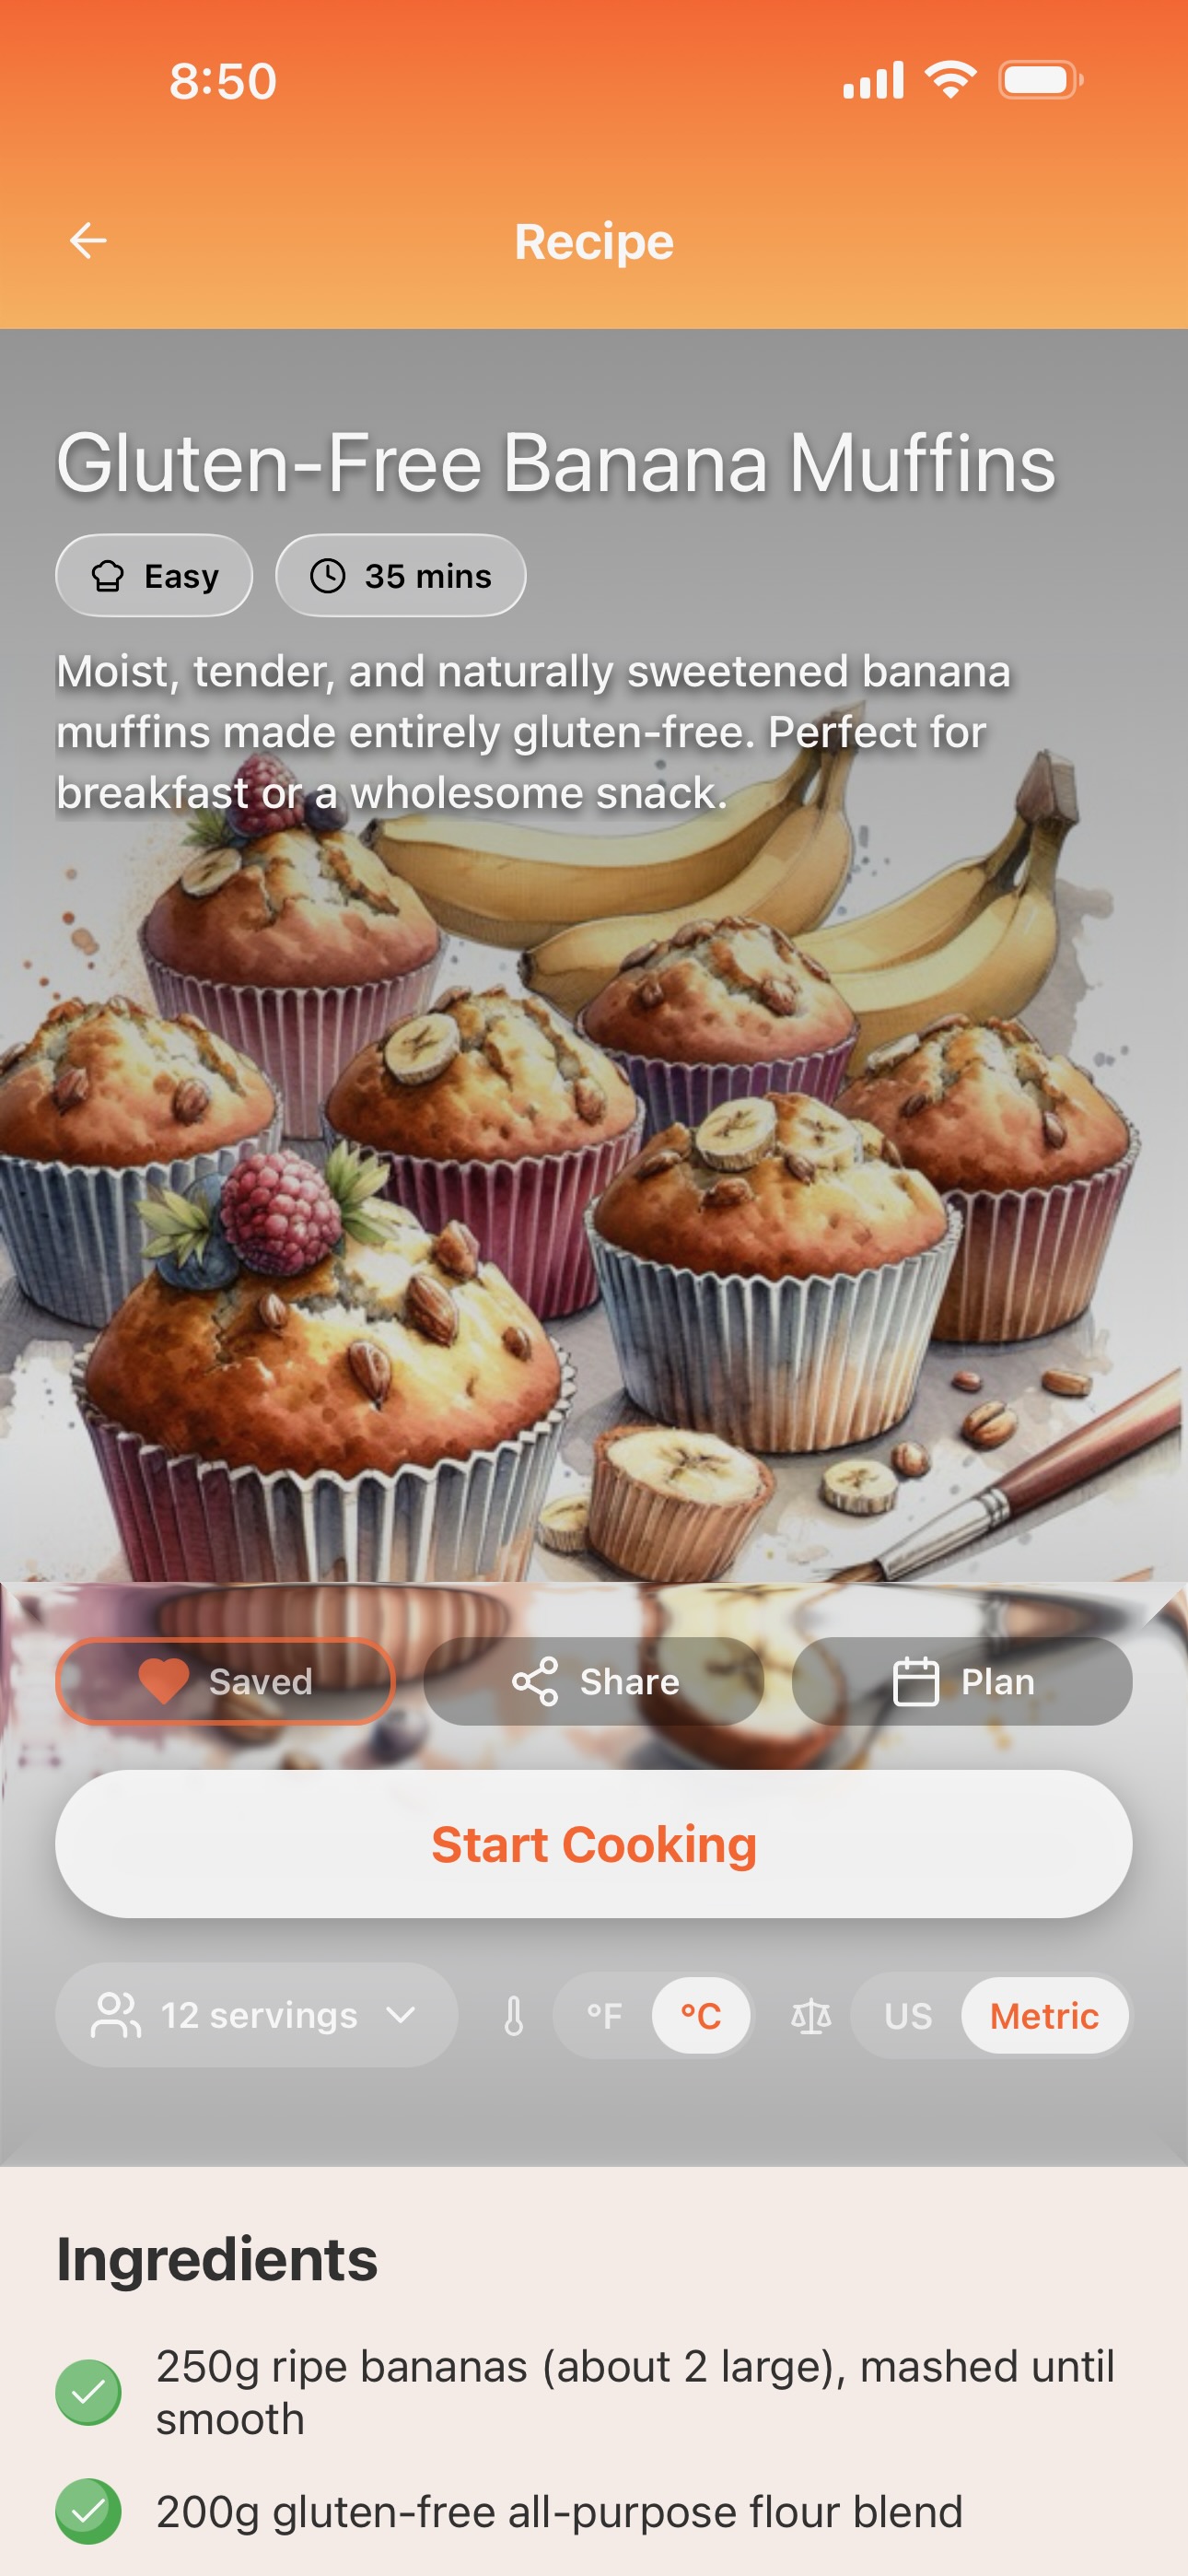 8:50
Recipe
Gluten-Free Banana Muffins
Easy
35 mins
Moist, tender, and naturally sweetened banana
muffins made entirely gluten-free. Perfect for
breakfast or a wholesome snack.
Saved
Share
Plan
Start Cooking
12 servings
°F
°C
US
Metric
Ingredients
250g ripe bananas (about 2 large), mashed until
smooth
200g gluten-free all-purpose flour blend